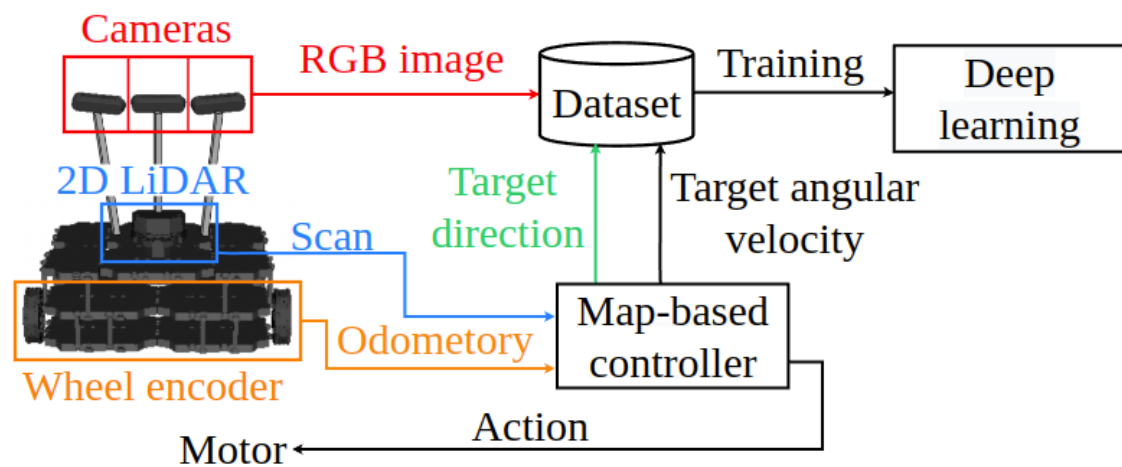 Cameras
RGB image
Dataset
Training
Deep
learning
2D LiDAR
Scan
Target
direction
Target angular
velocity
Odometory
Map-based
controller
Wheel encoder
Action
Motor